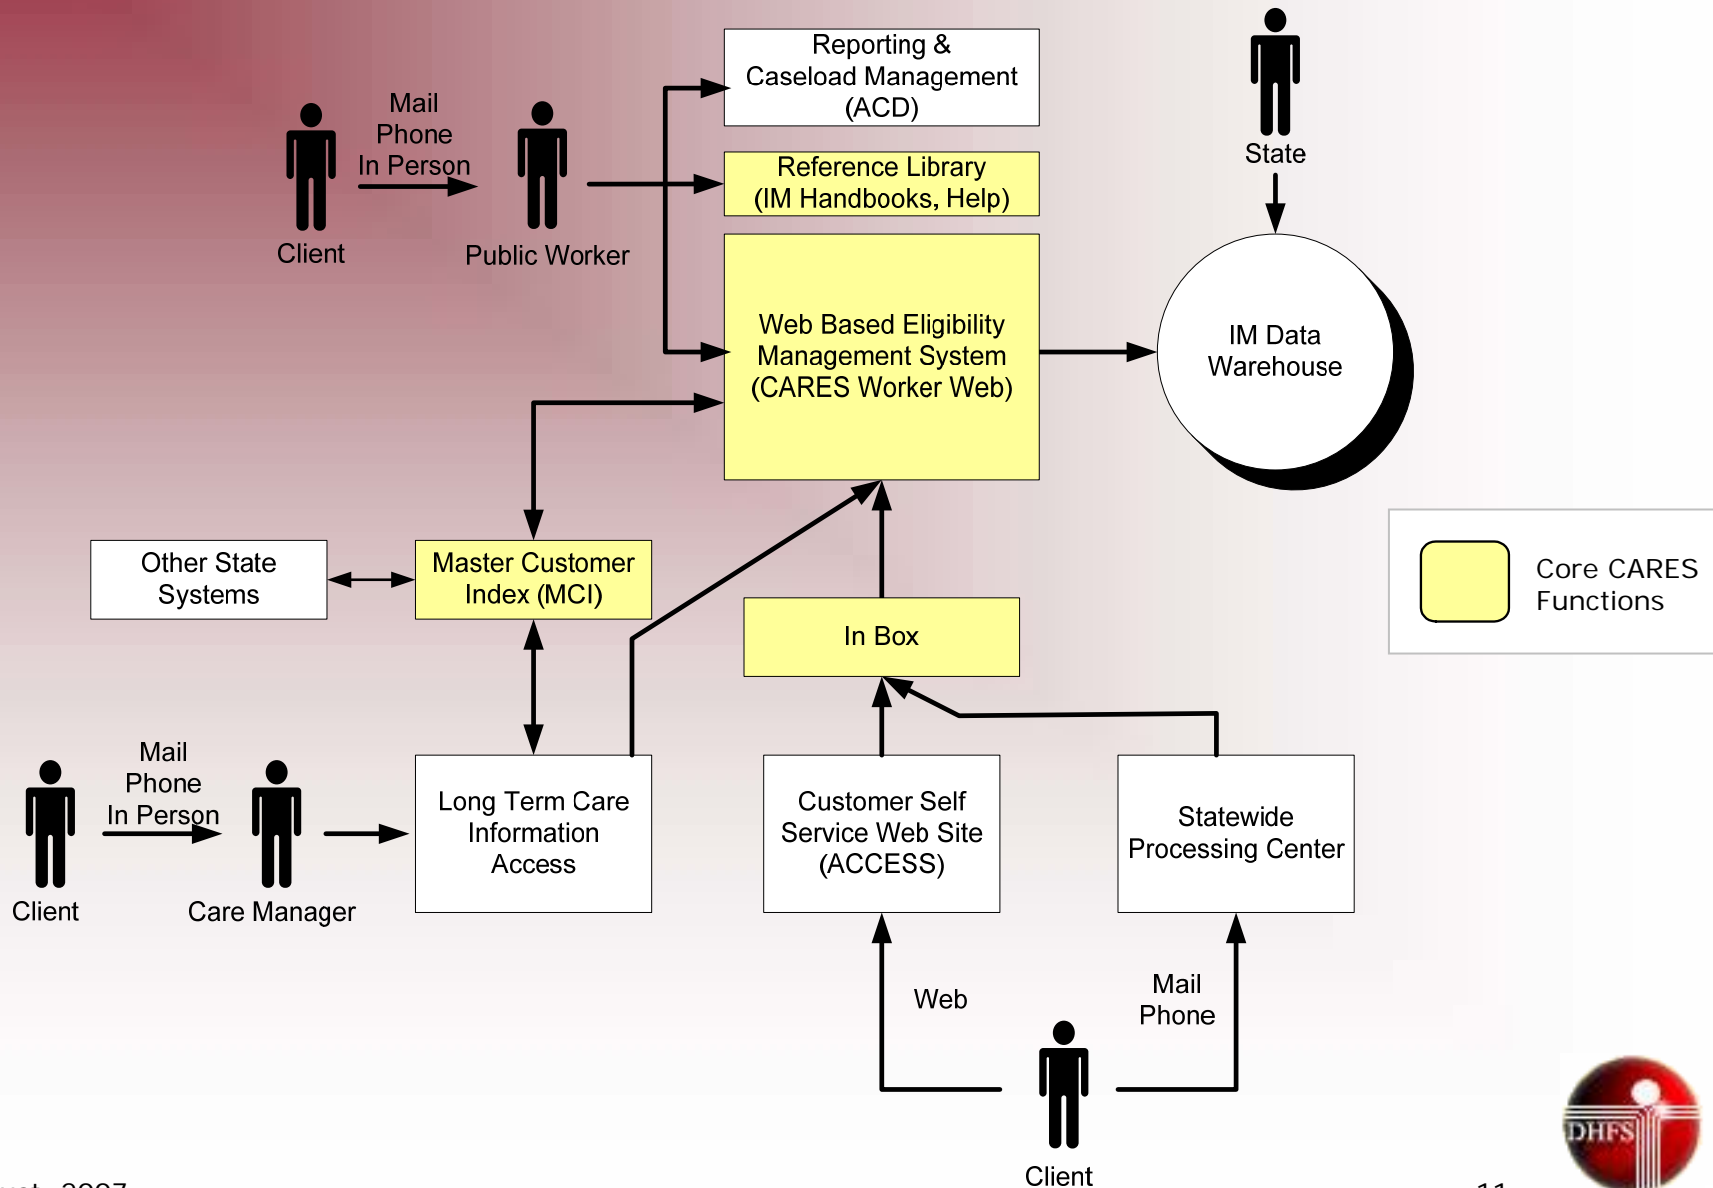 Reporting &
Caseload Management
(ACD)
State
Mail
Phone
In Person
Client
Public Worker
Reference Library
(IM Handbooks, Help)
Web Based Eligibility
Management System
(CARES Worker Web)
IM Data
Warehouse
Other State
Systems
Master Customer
Index (MCI)
Core CARES
Functions
In Box
Mail
Phone
In Person
Client
Care Manager
Long Term Care
Information
Access
Customer Self
Service Web Site
(ACCESS)
Statewide
Processing Center
Web
Mail
Phone
Client
DHFS